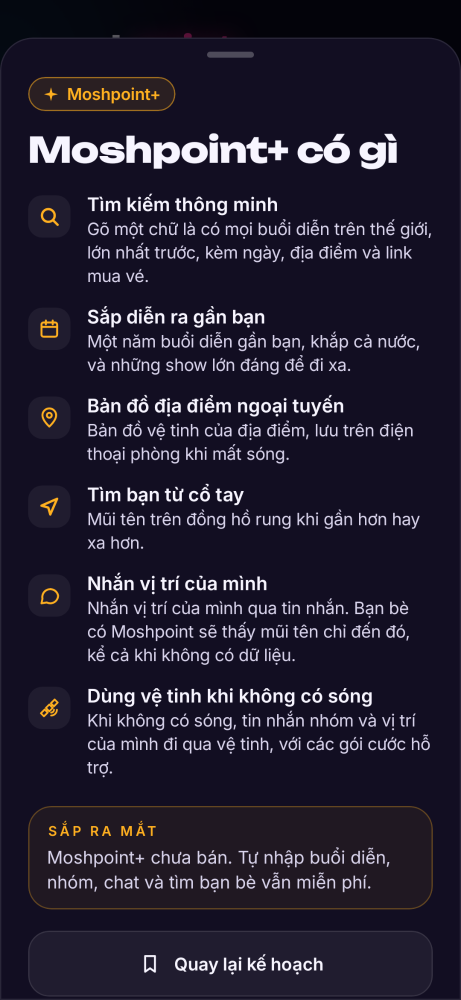 Moshpoint+
Moshpoint+ có gì
Tìm kiếm thông minh
Gõ một chữ là có mọi buổi diễn trên thế giới,
lớn nhất trước, kèm ngày, địa điểm và link
mua vé.
Sắp diễn ra gần bạn
Một năm buổi diễn gần bạn, khắp cả nước,
và những show lớn đáng để đi xa.
Bản đồ địa điểm ngoại tuyến
Bản đồ vệ tinh của địa điểm, lưu trên điện
thoại phòng khi mất sóng.
Tìm bạn từ cổ tay
Mũi tên trên đồng hồ rung khi gần hơn hay
xa hơn.
Nhắn vị trí của mình
Nhắn vị trí của mình qua tin nhắn. Bạn bè
có Moshpoint sẽ thấy mũi tên chỉ đến đó,
kể cả khi không có dữ liệu.
Dùng vệ tinh khi không có sóng
Khi không có sóng, tin nhắn nhóm và vị trí
của mình đi qua vệ tinh, với các gói cước hỗ
trợ.
SẮP RA MẮT
Moshpoint+ chưa bán. Tự nhập buổi diễn,
nhóm, chat và tìm bạn bè vẫn miễn phí.
Quay lại kế hoạch